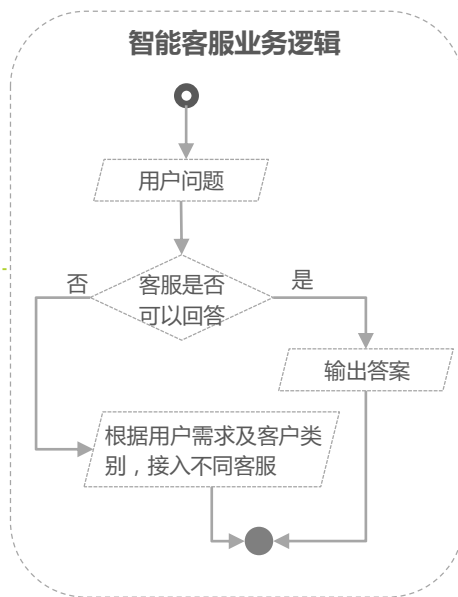 智能客服业务逻辑
用户问题
否
客服是否
可以回答
是
输出答案
根据用户需求及客户类
别，接入不同客服